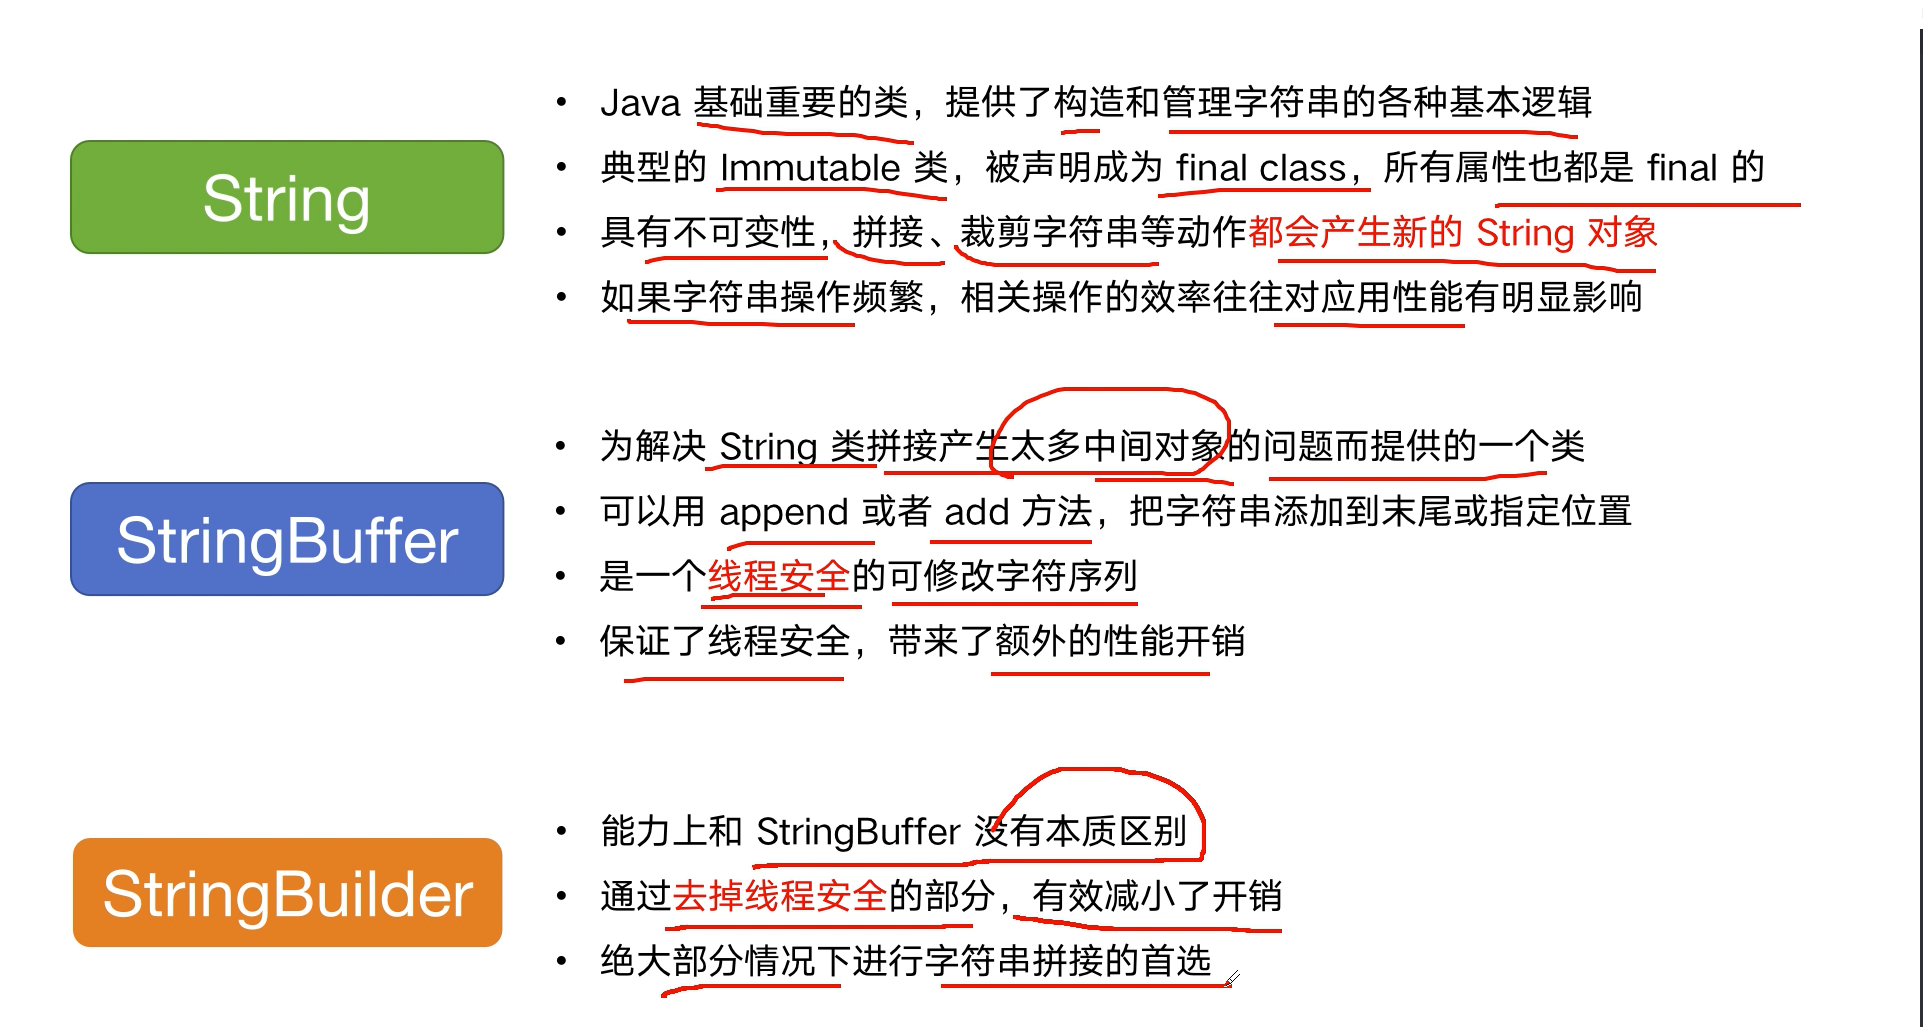 String
• Java 基础重要的类，提供了构造和管理字符串的各种基本逻辑
• 典型的 Immutable 类，被声明成为 final class，所有属性也都是 final 的
• 具有不可变性，拼接、裁剪字符串等动作都会产生新的 String 对象
• 如果字符串操作频繁，相关操作的效率往往对应用性能有明显影响
StringBuffer
• 为解决 String 类拼接产生太多中间对象的问题而提供的一个类
• 可以用 append 或者 add 方法，把字符串添加到末尾或指定位置
• 是一个线程安全的可修改字符序列
• 保证了线程安全，带来了额外的性能开销
StringBuilder
• 能力上和 StringBuffer 没有本质区别
• 通过去掉线程安全的部分，有效减小了开销
• 绝大部分情况下进行字符串拼接的首选